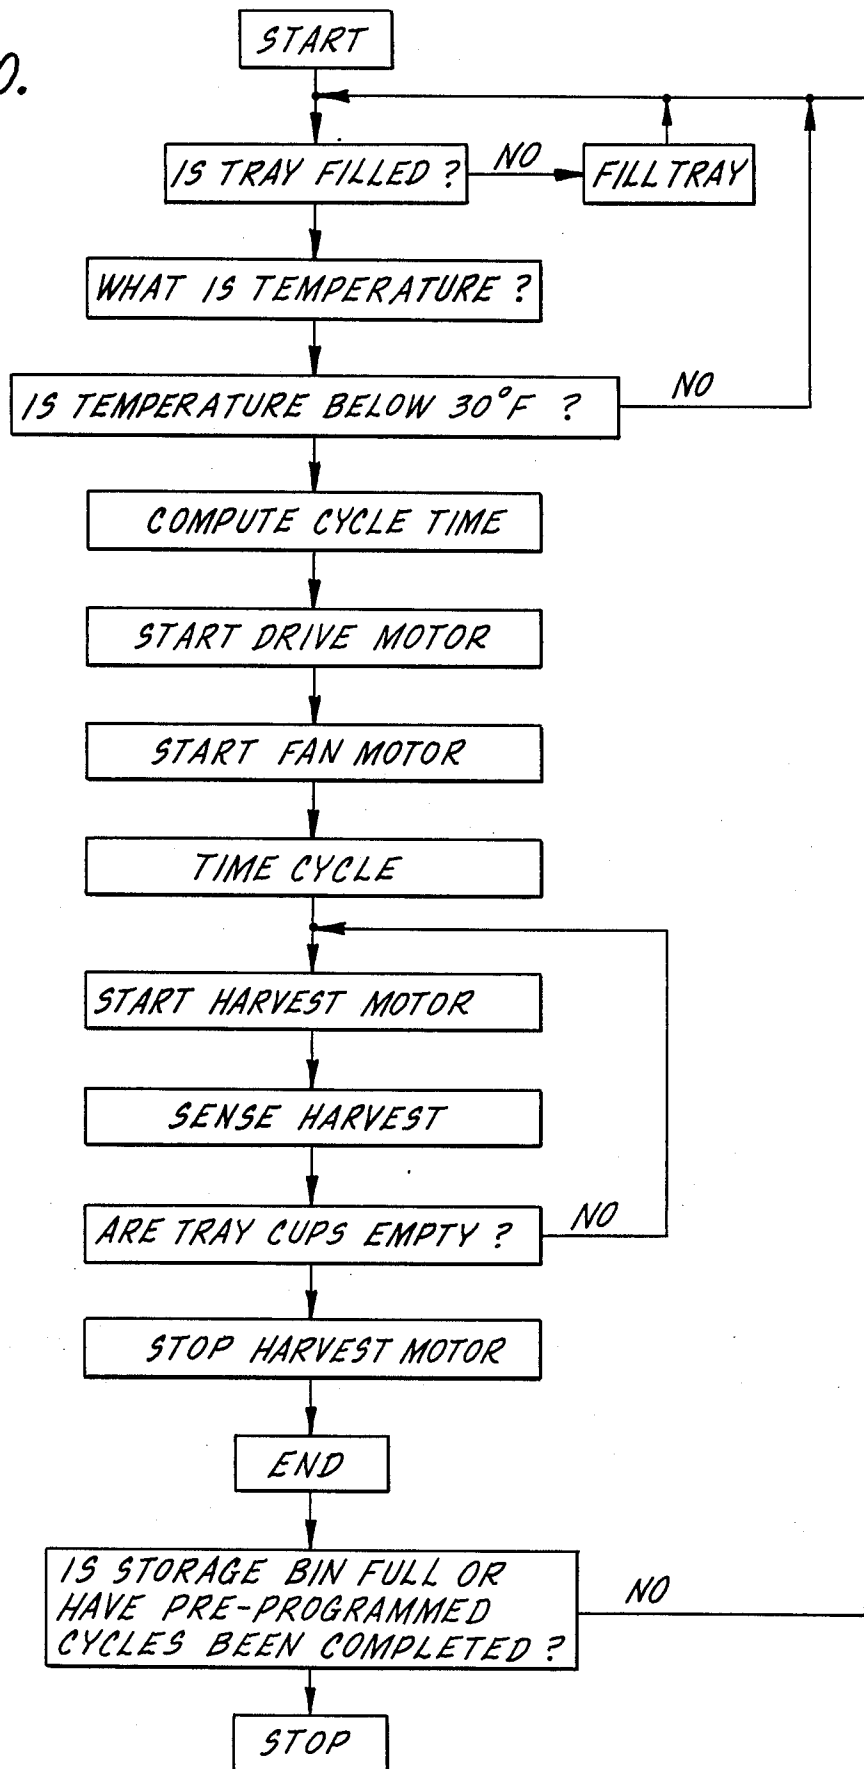 0.
START
IS TRAY FILLED ?
NO
FILL TRAY
WHAT IS TEMPERATURE ?
IS TEMPERATURE BELOW 30°F ?
NO
COMPUTE CYCLE TIME
START DRIVE MOTOR
START FAN MOTOR
TIME CYCLE
START HARVEST MOTOR
SENSE HARVEST
ARE TRAY CUPS EMPTY ?
NO
STOP HARVEST MOTOR
END
IS STORAGE BIN FULL OR
HAVE PRE-PROGRAMMED
CYCLES BEEN COMPLETED ?
NO
STOP